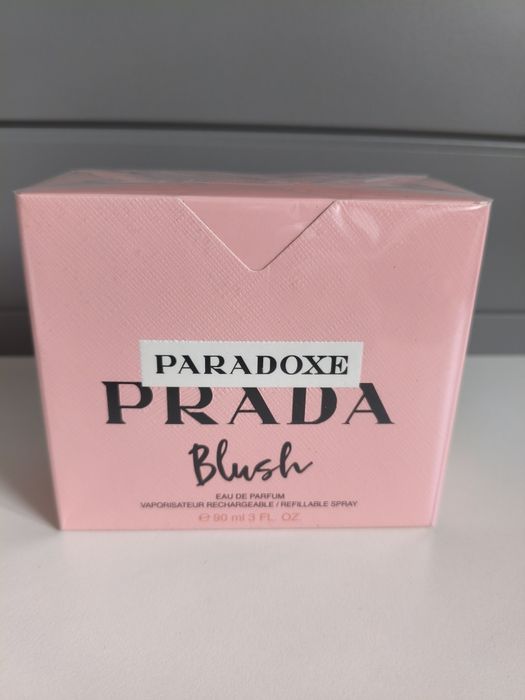 PARADOXE
PRADA
Blush
EAU DE PARFUM
VAPORISATEUR RECHARGEABLE / REFILLABLE SPRAY
℮ 90 ml 3 FL. OZ.